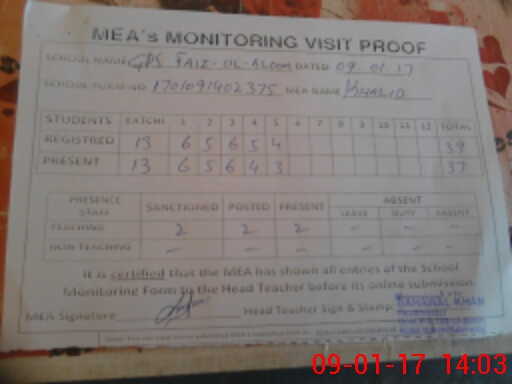 MEA's MONITORING VISIT PROOF
SCHOOL NAME GPS FAIZ-UL-ALOOM DATED 09-01-17
SCHOOL FORM NO. 1701091402375 MEA NAME KHALID
STUDENTS KATCHI 1 2 3 4 5 6 7 8 9 10 11 12 TOTAL
REGISTRED 13 6 5 6 5 4 39
PRESENT 13 6 5 6 4 3 37
PRESENCE STAFF SANCTIONED POSTED PRESENT ABSENT
LEAVE DUTY ABSENT
TEACHING 2 2 2 - - -
NON-TEACHING - - - - - -
It is certified that the MEA has shown all entries of the School
Monitoring Form to the Head Teacher before its online submission.
MEA Signature Head Teacher Sign & Stamp KHAN
09-01-17 14:03